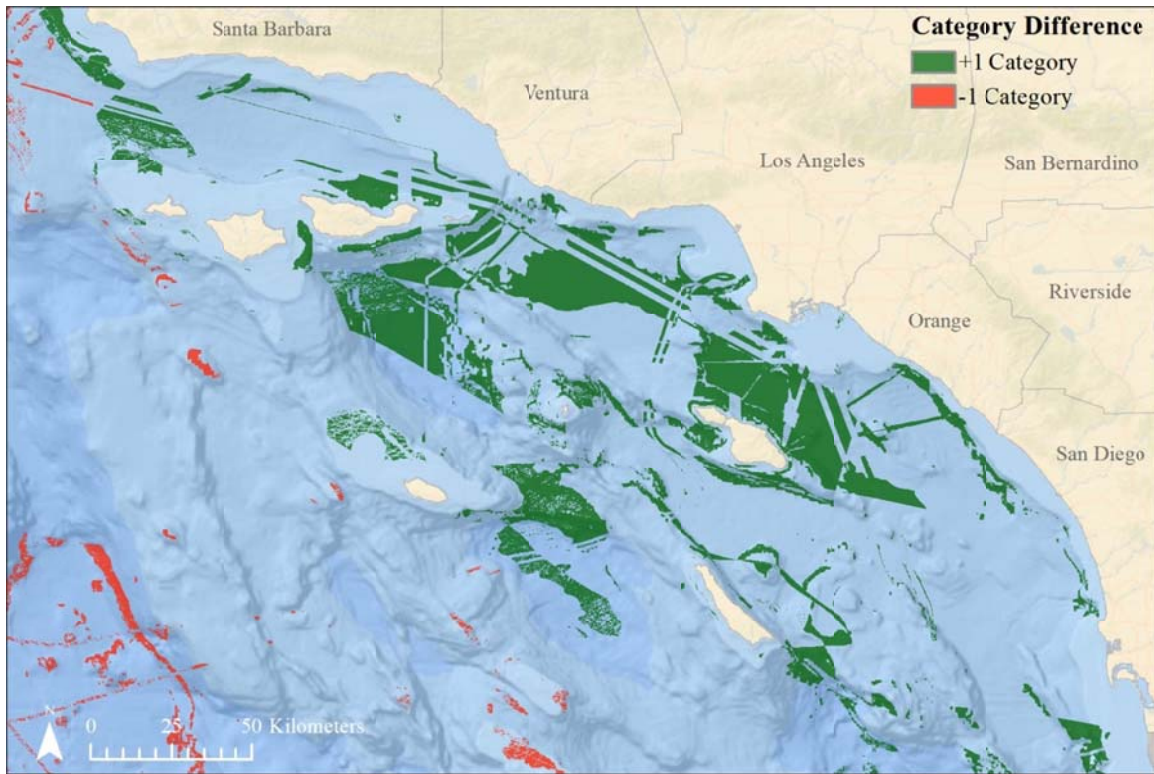 Category Difference
+1 Category
-1 Category
Santa Barbara
Ventura
Los Angeles
San Bernardino
Riverside
Orange
San Diego
N
0 25 50 Kilometers